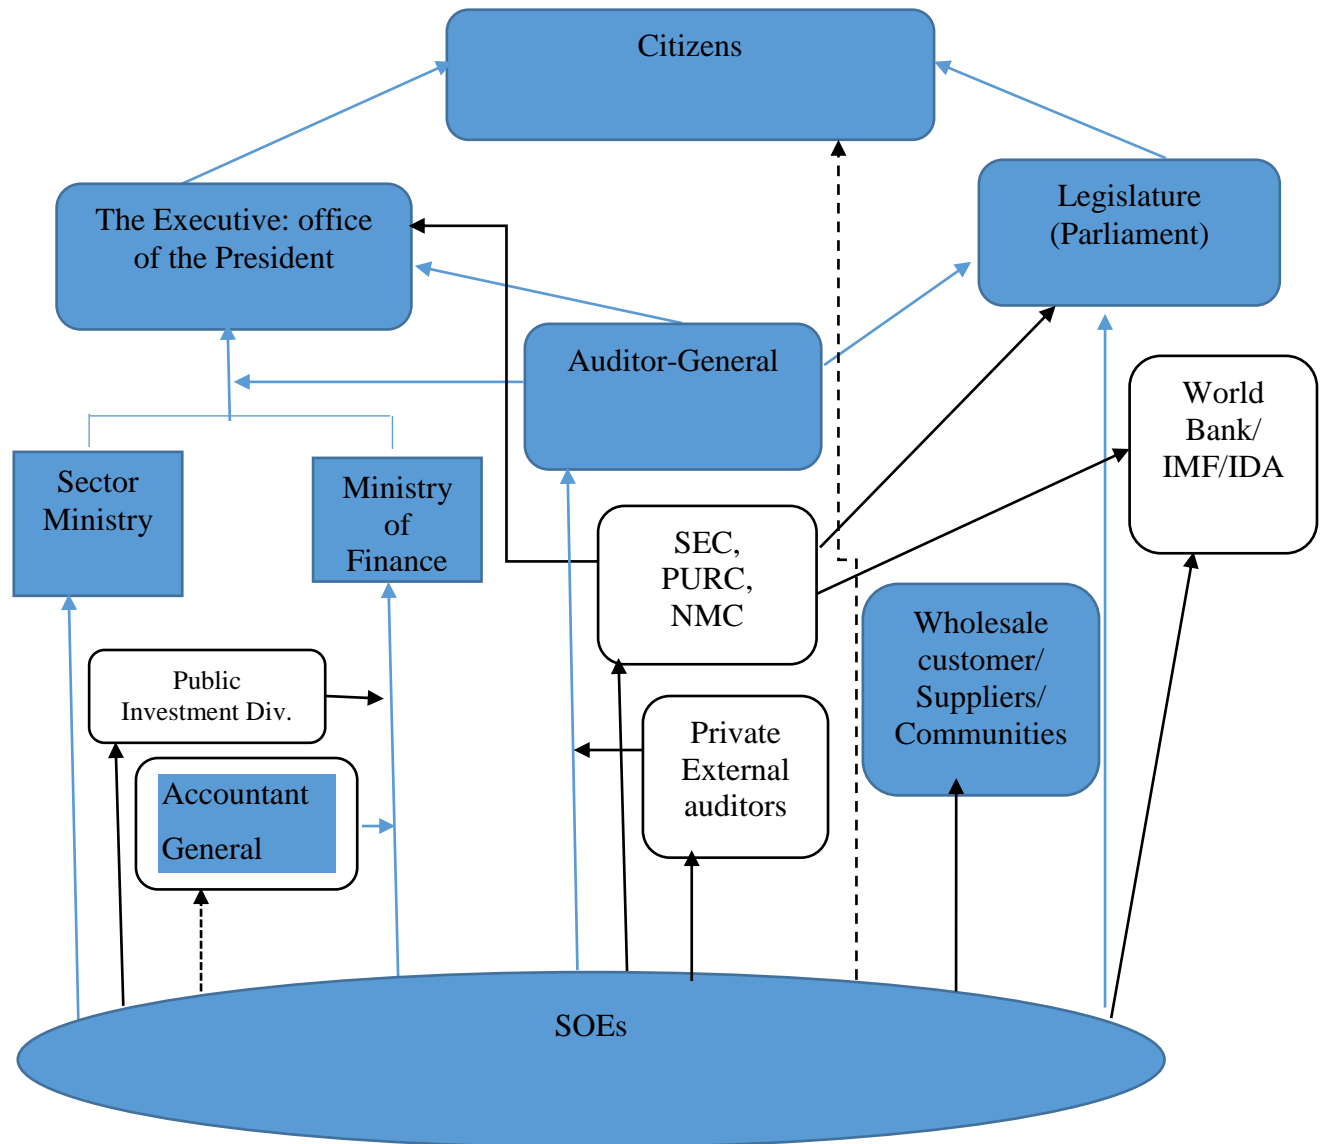 Citizens
The Executive: office
of the President
Legislature
(Parliament)
Auditor-General
World
Bank/
IMF/IDA
Sector
Ministry
Ministry
of
Finance
SEC,
PURC,
NMC
Wholesale
customer/
Suppliers/
Communities
Public
Investment Div.
Private
External
auditors
Accountant
General
SOEs